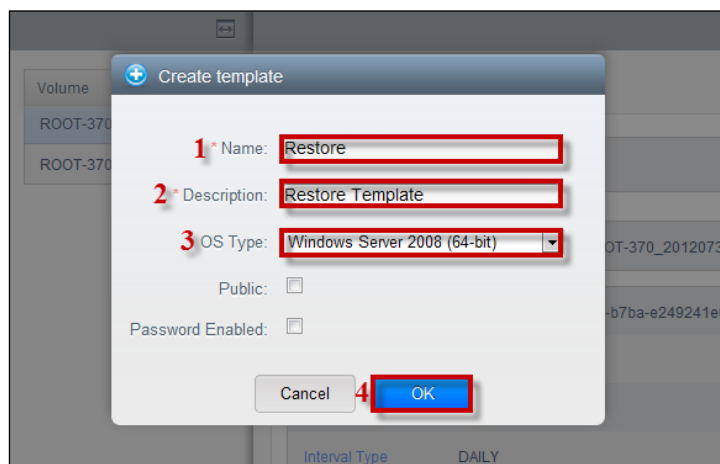 Create template
Volume
ROOT-370
ROOT-370
1 * Name: Restore
2 * Description: Restore Template
3 OS Type: Windows Server 2008 (64-bit)
Public:
Password Enabled:
Cancel 4 OK
OT-370_2012073
-b7ba-e249241e
Interval Type DAILY